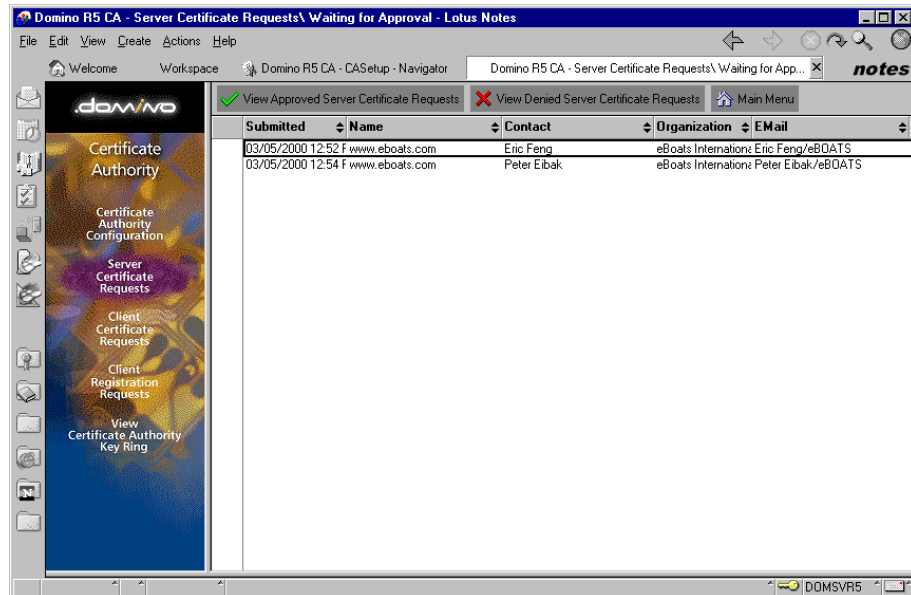 Domino R5 CA - Server Certificate Requests\ Waiting for Approval - Lotus Notes
File Edit View Create Actions Help
Welcome Workspace Domino R5 CA - CASetup - Navigator Domino R5 CA - Server Certificate Requests\ Waiting for App... notes
domino
View Approved Server Certificate Requests View Denied Server Certificate Requests Main Menu
Submitted Name Contact Organization EMail
03/05/2000 12:52 F www.eboats.com Eric Feng eBoats Internationa Eric Feng/eBOATS
03/05/2000 12:54 F www.eboats.com Peter Eibak eBoats Internationa Peter Eibak/eBOATS
Certificate
Authority
Certificate
Authority
Configuration
Server
Certificate
Requests
Client
Certificate
Requests
Client
Registration
Requests
View
Certificate Authority
Key Ring
DOMSVR5